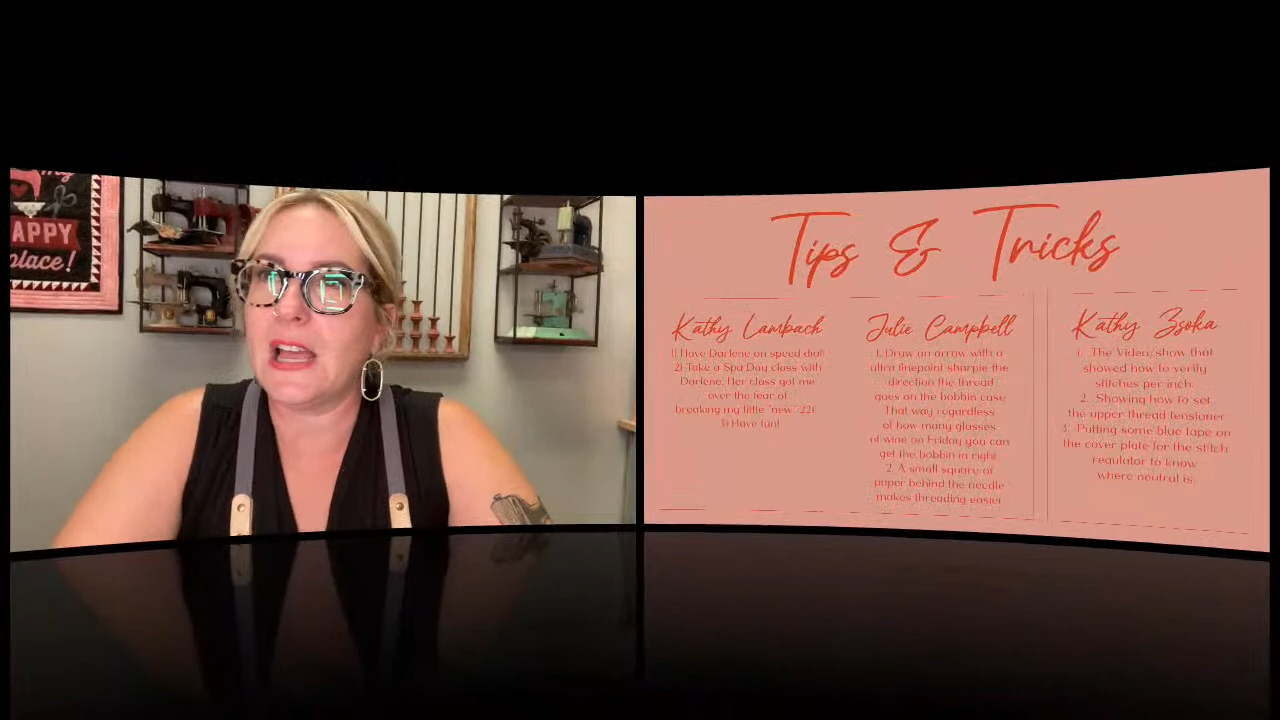 my
HAPPY
place!
Tips & Tricks
Kathy Lambach
1) Have Darlene on speed dial!
2) Take a Spa Day class with
Darlene. Her class got me
over the fear of
breaking my little "new" 221!
3) Have fun!
Julie Campbell
1. Draw an arrow with a
ultra finepoint sharpie the
direction the thread
goes on the bobbin case
That way regardless
of how many glasses
of wine on Friday you can
get the bobbin in right
2. A small square of
paper behind the needle
makes threading easier
Kathy Zsoka
1. The Video/show that
showed how to verify
stitches per inch.
2. Showing how to set
the upper thread tensioner
3. Putting some blue tape on
the cover plate for the stitch
regulator to know
where neutral is.